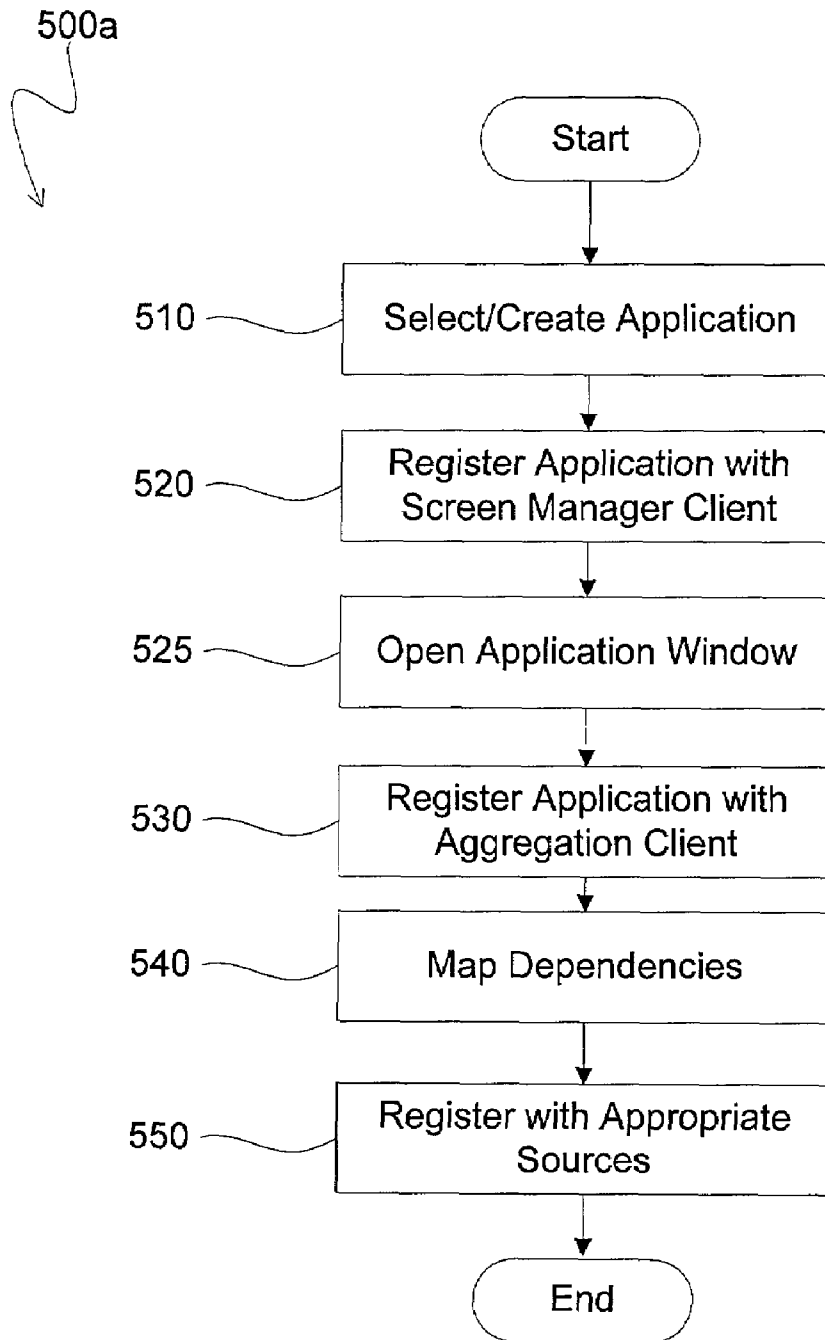 500a
Start
510
Select/Create Application
520
Register Application with
Screen Manager Client
525
Open Application Window
530
Register Application with
Aggregation Client
540
Map Dependencies
550
Register with Appropriate
Sources
End